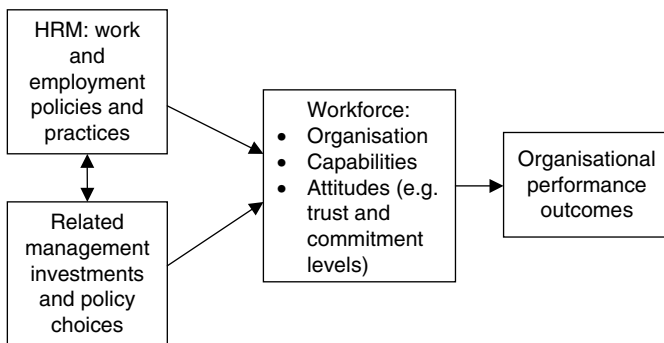 HRM: work
and
employment
policies and
practices
Related
management
investments
and policy
choices
Workforce:
• Organisation
• Capabilities
• Attitudes (e.g.
trust and
commitment
levels)
Organisational
performance
outcomes